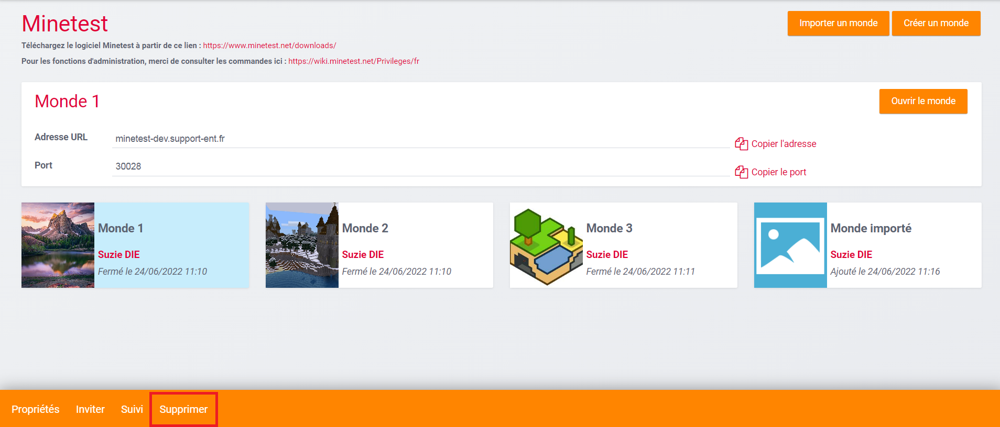 Minetest
Importer un monde
Créer un monde
Téléchargez le logiciel Minetest à partir de ce lien : https://www.minetest.net/downloads/
Pour les fonctions d'administration, merci de consulter les commandes ici : https://wiki.minetest.net/Privileges/fr
Monde 1
Ouvrir le monde
Adresse URL
minetest-dev.support-ent.fr
Copier l'adresse
Port
30028
Copier le port
Monde 1
Suzie DIE
Fermé le 24/06/2022 11:10
Monde 2
Suzie DIE
Fermé le 24/06/2022 11:10
Monde 3
Suzie DIE
Fermé le 24/06/2022 11:11
Monde importé
Suzie DIE
Ajouté le 24/06/2022 11:16
Propriétés
Inviter
Suivi
Supprimer